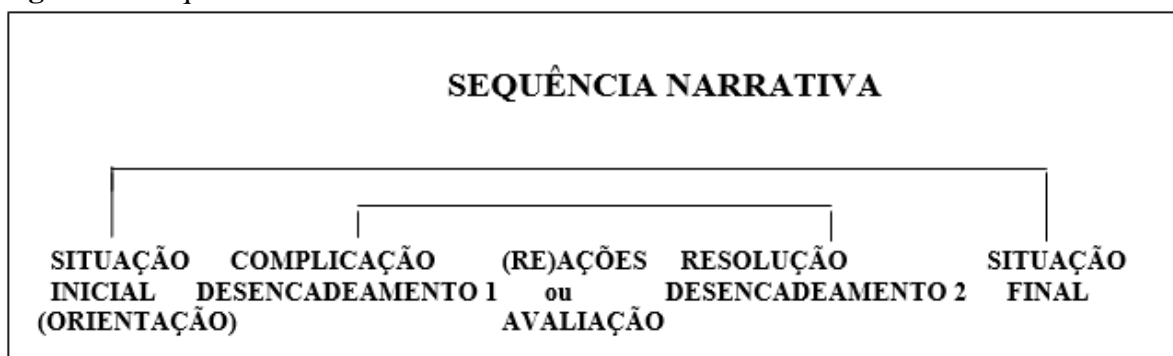 SEQUÊNCIA NARRATIVA
SITUAÇÃO COMPLICAÇÃO (RE)AÇÕES RESOLUÇÃO SITUAÇÃO
INICIAL DESENCADEAMENTO 1 ou DESENCADEAMENTO 2 FINAL
(ORIENTAÇÃO) AVALIAÇÃO